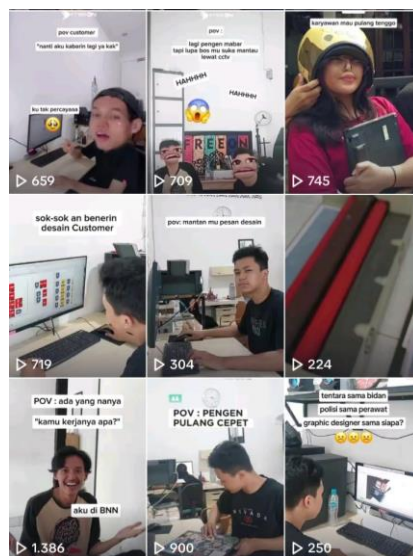 pov customer
"nanti aku kabarin lagi ya kak"
ku tak percayaaa
659
pov :
lagi pengen mabar
tapi lupa bos mu suka mantau
lewat cctv
HAHHHH
HAHHHH
FREEON
709
karyawan mau pulang tenggo
745
sok-sok an benerin
desain Customer
719
pov: mantan mu pesan desain
304
224
POV : ada yang nanya
"kamu kerjanya apa?"
aku di BNN
1.386
POV : PENGEN
PULANG CEPET
900
tentara sama bidan
polisi sama perawat
graphic designer sama siapa?
250